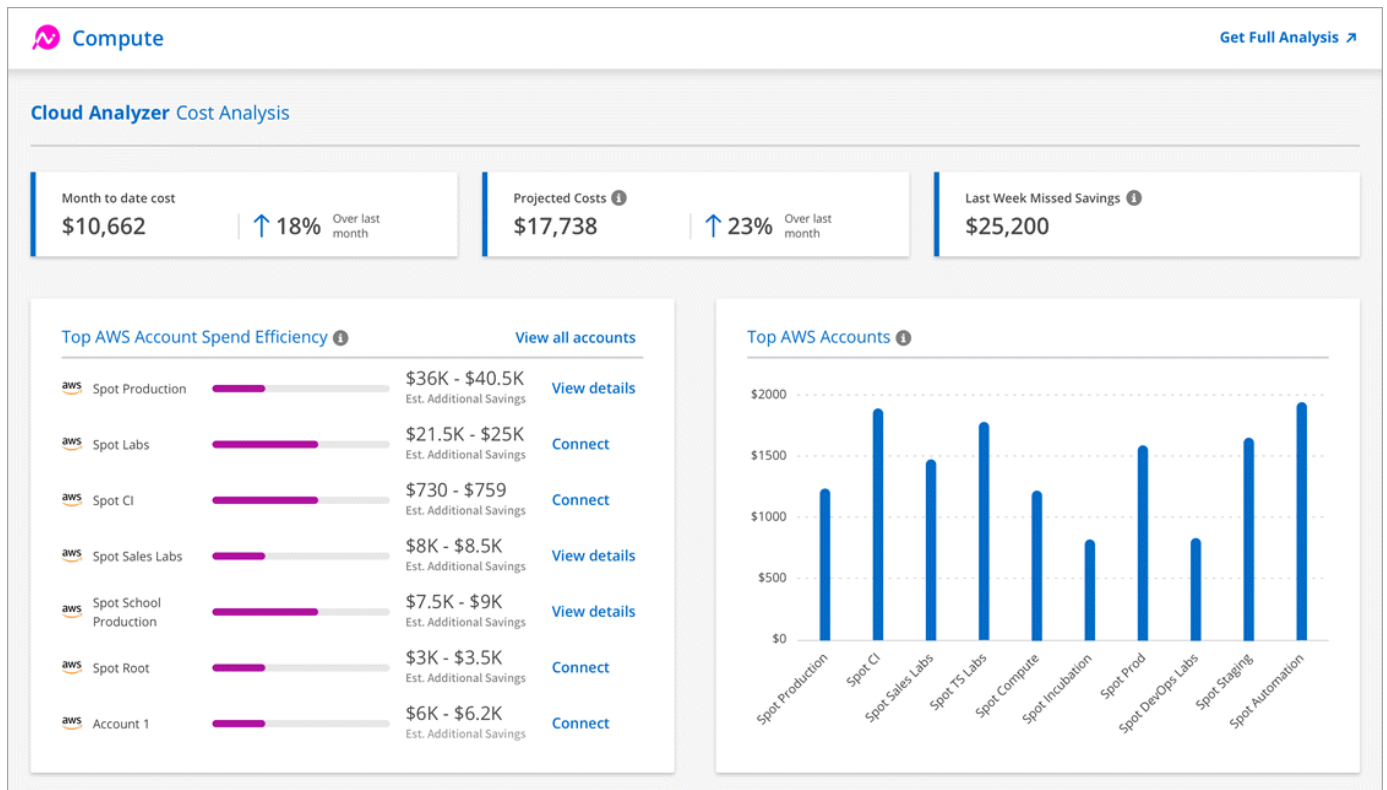 Compute
Get Full Analysis ↗
Cloud Analyzer Cost Analysis
Month to date cost
$10,662
↑ 18%
Over last
month
Projected Costs
$17,738
↑ 23%
Over last
month
Last Week Missed Savings
$25,200
Top AWS Account Spend Efficiency
View all accounts
aws Spot Production
$36K - $40.5K
Est. Additional Savings
View details
aws Spot Labs
$21.5K - $25K
Est. Additional Savings
Connect
aws Spot CI
$730 - $759
Est. Additional Savings
Connect
aws Spot Sales Labs
$8K - $8.5K
Est. Additional Savings
View details
aws Spot School
Production
$7.5K - $9K
Est. Additional Savings
View details
aws Spot Root
$3K - $3.5K
Est. Additional Savings
Connect
aws Account 1
$6K - $6.2K
Est. Additional Savings
Connect
Top AWS Accounts
$2000
$1500
$1000
$500
$0
Spot Production
Spot CI
Spot Sales Labs
Spot TS Labs
Spot Compute
Spot Incubation
Spot Prod
Spot DevOps Labs
Spot Staging
Spot Automation